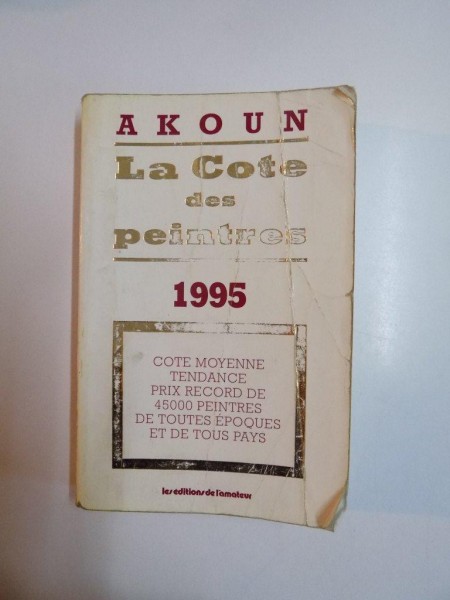 AKOUN
La Cote
des
peintres
1995
COTE MOYENNE
TENDANCE
PRIX RECORD DE
45000 PEINTRES
DE TOUTES ÉPOQUES
ET DE TOUS PAYS
les editions de l'amateur